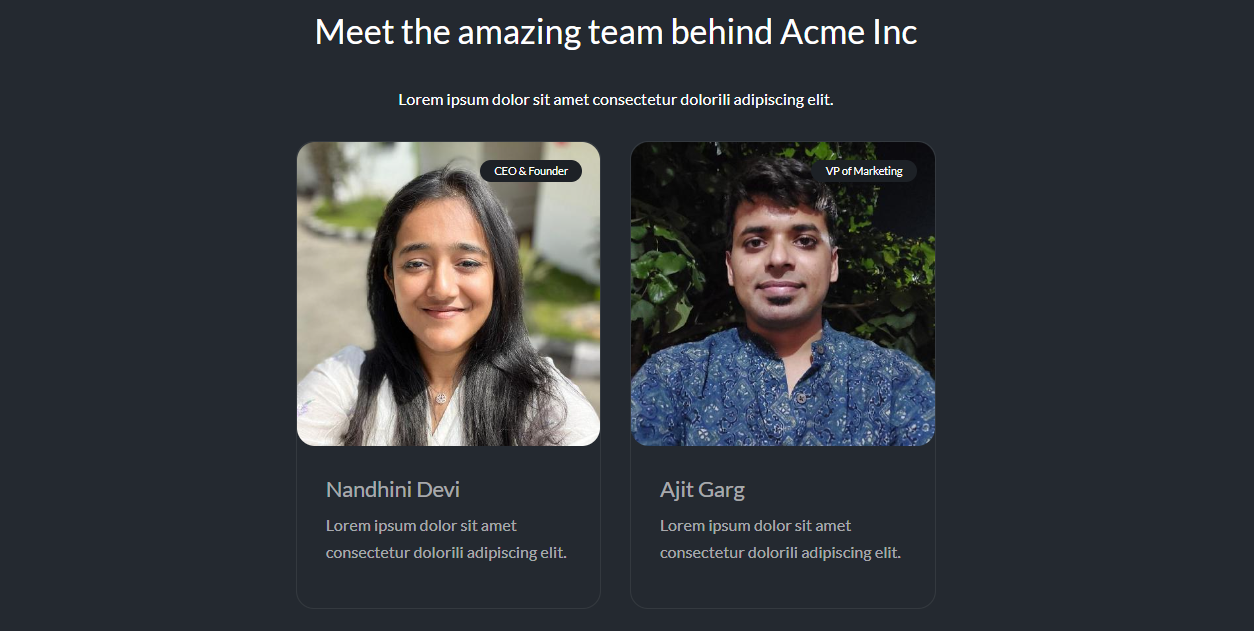 Meet the amazing team behind Acme Inc
Lorem ipsum dolor sit amet consectetur dolorili adipiscing elit.
CEO & Founder
VP of Marketing
Nandhini Devi
Lorem ipsum dolor sit amet
consectetur dolorili adipiscing elit.
Ajit Garg
Lorem ipsum dolor sit amet
consectetur dolorili adipiscing elit.